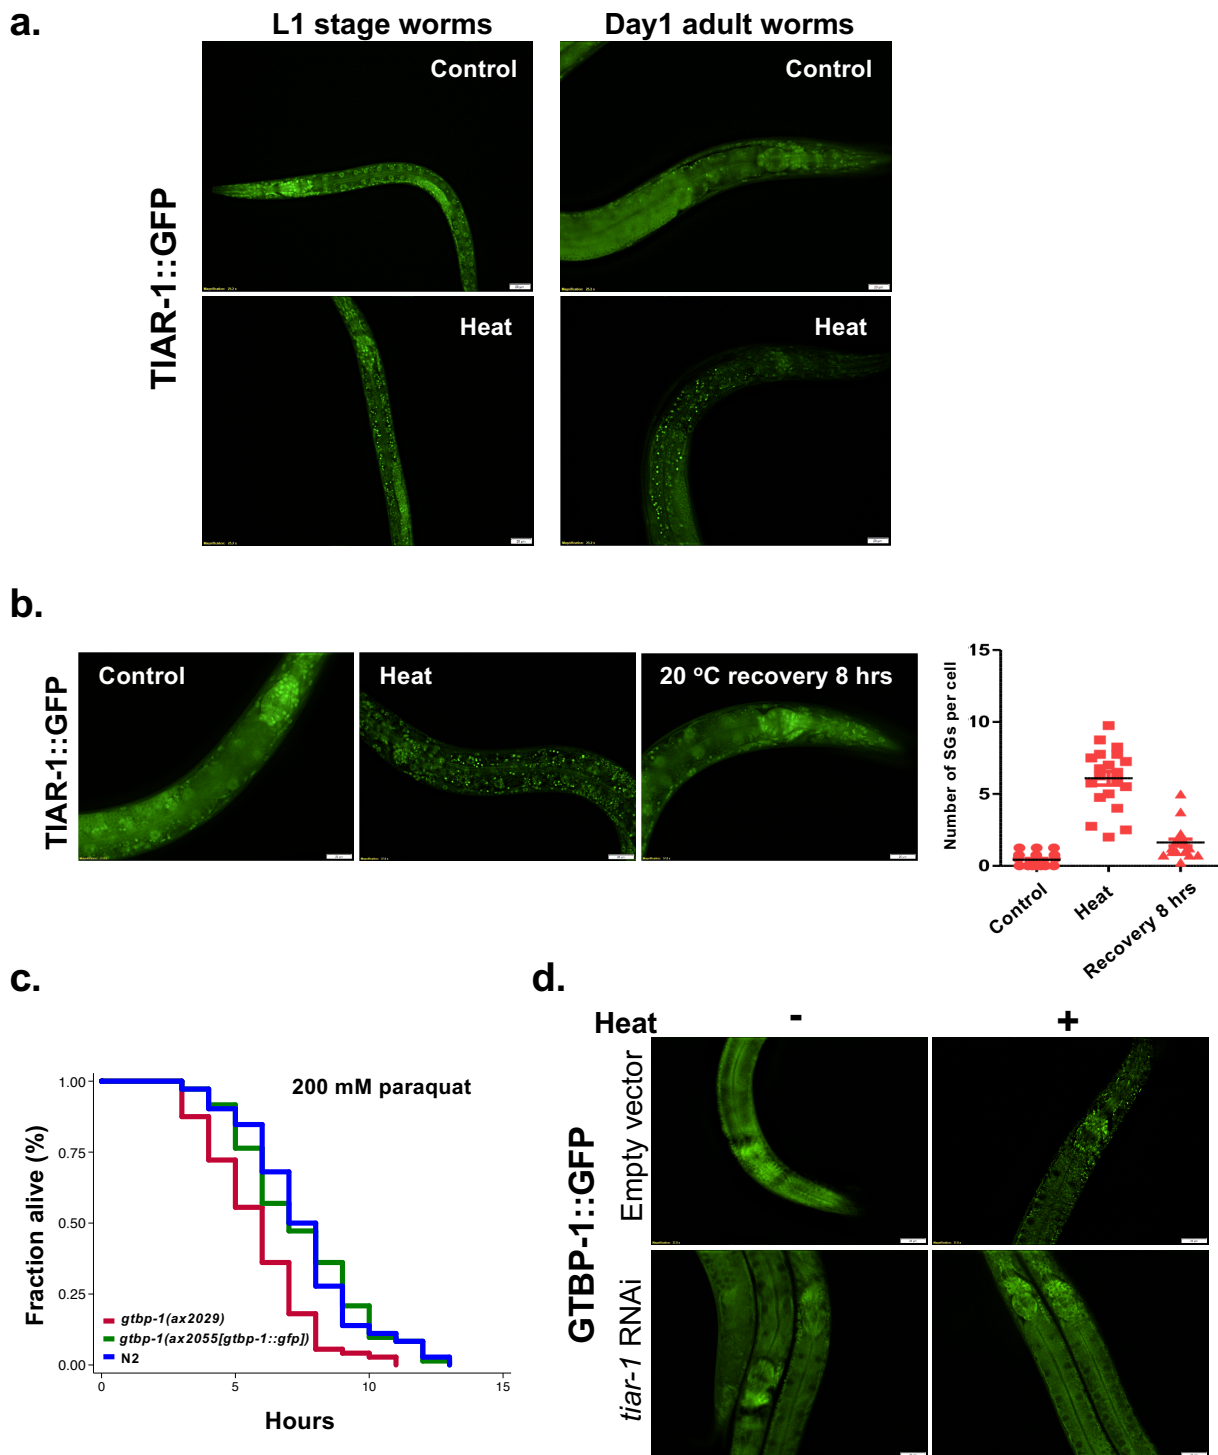 a.
L1 stage worms
Day1 adult worms
TIAR-1::GFP
Control
Control
Heat
Heat
b.
TIAR-1::GFP
Control
Heat
20 °C recovery 8 hrs
Number of SGs per cell
15
10
5
0
Control
Heat
Recovery 8 hrs
c.
200 mM paraquat
Fraction alive (%)
1.00
0.75
0.50
0.25
0.00
gtbp-1(ax2029)
gtbp-1(ax2055[gtbp-1::gfp])
N2
0
5
10
15
Hours
d.
Heat
-
+
GTBP-1::GFP
Empty vector
tiar-1 RNAi